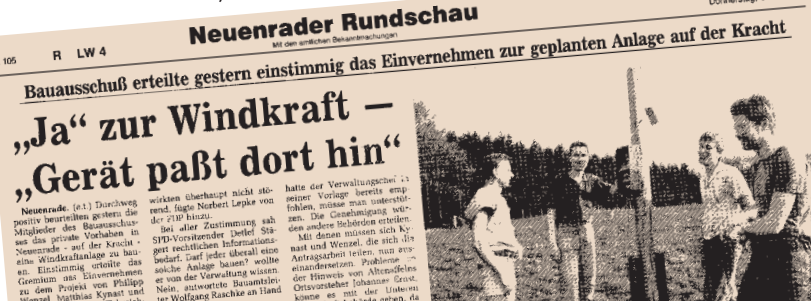 Neuenrader Rundschau
Mit den amtlichen Bekanntmachungen
Donnerstag,
105 R LW 4
Bauausschuß erteilte gestern einstimmig das Einvernehmen zur geplanten Anlage auf der Kracht
„Ja“ zur Windkraft –
„Gerät paßt dort hin“
Neuenrade. (e.t.) Durchweg
positiv beurteilten gestern die
Mitglieder des Bauausschus-
ses das private Vorhaben in
Neuenrade - auf der Kracht -
eine Windkraftanlage zu bau-
en. Einstimmig erteilte das
Gremium das Einvernehmen
zu dem Projekt von Philipp
Wenzel, Matthias Kynast und
wirkten überhaupt nicht stö-
rend, fügte Norbert Lepke von
der FDP hinzu.
Bei aller Zustimmung sah
SPD-Vorsitzender Detlef Stä-
gert rechtlichen Informations-
bedarf. Darf jeder überall eine
solche Anlage bauen? wollte
er von der Verwaltung wissen.
Nein, antwortete Bauamtslei-
ter Wolfgang Raschke an Hand
hatte der Verwaltungschef in
seiner Vorlage bereits emp-
fohlen, müsse man unterstüt-
zen. Die Genehmigung wür-
den andere Behörden erteilen.
Mit denen müssen sich Ky-
nast und Wenzel, die sich die
Antragsarbeit teilen, nun aus-
einandersetzen. Probleme
der Hinweis von Altenaffelns
Ortsvorsteher Johannes Ernst,
könne es mit der Unteren
geben, da